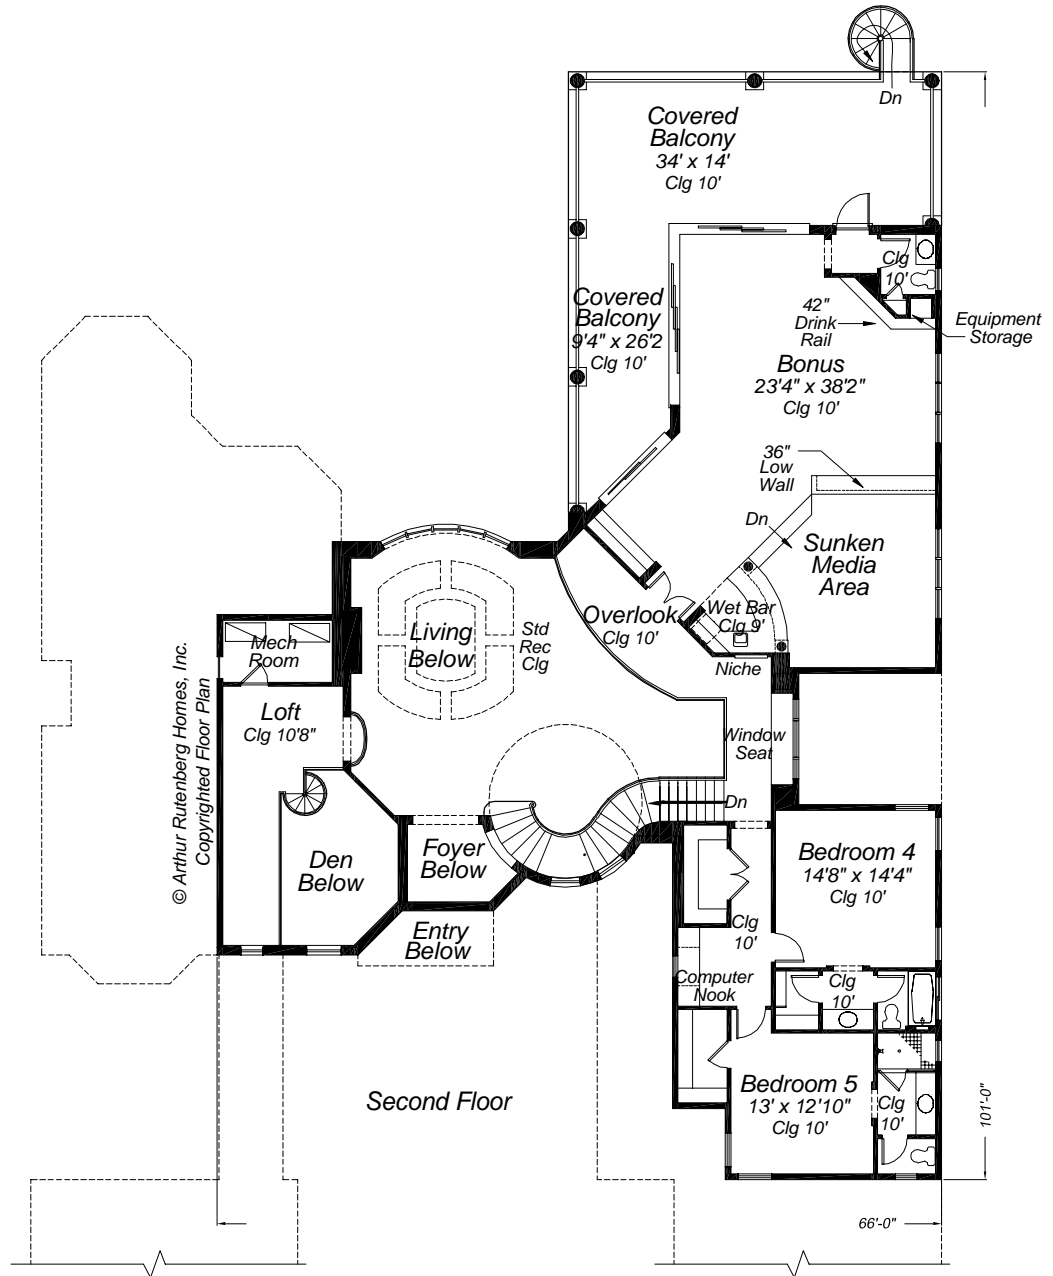 Dn
Covered
Balcony
34' x 14'
Clg 10'
Clg
10'
Covered
Balcony
9'4" x 26'2
Clg 10'
42"
Drink
Rail
Equipment
Storage
Bonus
23'4" x 38'2"
Clg 10'
36"
Low
Wall
Dn
Sunken
Media
Area
Overlook
Clg 10'
Wet Bar
Clg 9'
Niche
Living
Below
Std
Rec
Clg
Mech
Room
© Arthur Rutenberg Homes, Inc.
Copyrighted Floor Plan
Loft
Clg 10'8"
Window
Seat
Dn
Den
Below
Foyer
Below
Entry
Below
Bedroom 4
14'8" x 14'4"
Clg 10'
Clg
10'
Computer
Nook
Clg
10'
Bedroom 5
13' x 12'10"
Clg 10'
Clg
10'
Second Floor
101'-0"
66'-0"